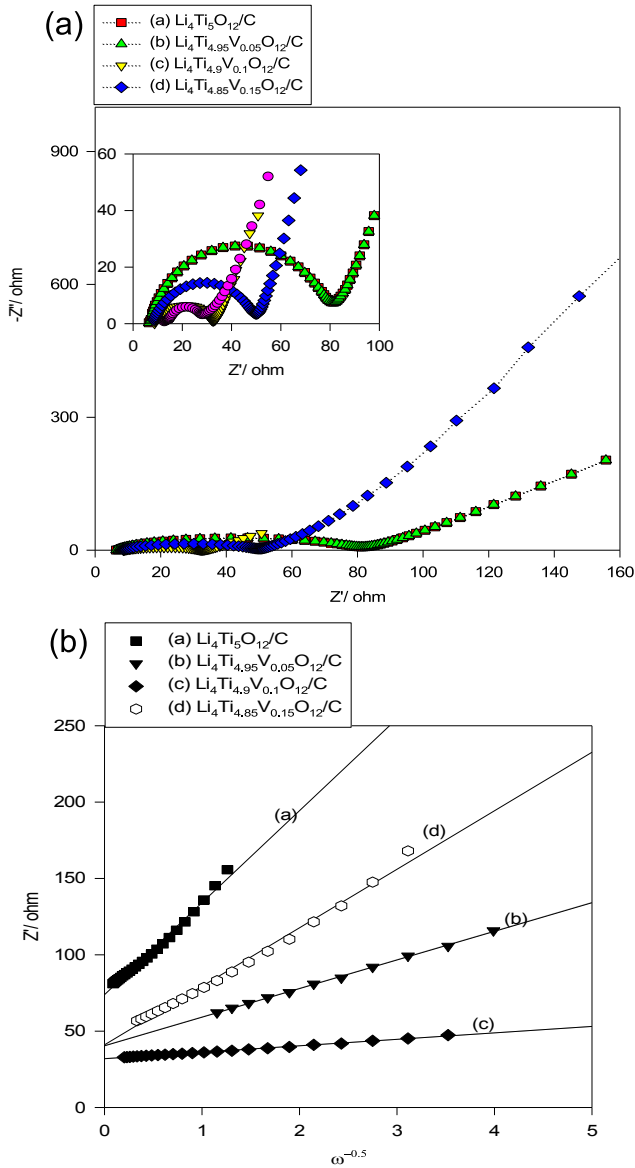 (a)
(a) Li₄Ti₅O₁₂/C
(b) Li₄Ti₄.₉₅V₀.₀₅O₁₂/C
(c) Li₄Ti₄.₉V₀.₁O₁₂/C
(d) Li₄Ti₄.₈₅V₀.₁₅O₁₂/C
900
600
300
0
-Z''/ ohm
60
40
20
0
0 20 40 60 80 100
Z'/ ohm
0 20 40 60 80 100 120 140 160
Z'/ ohm
(b)
(a) Li₄Ti₅O₁₂/C
(b) Li₄Ti₄.₉₅V₀.₀₅O₁₂/C
(c) Li₄Ti₄.₉V₀.₁O₁₂/C
(d) Li₄Ti₄.₈₅V₀.₁₅O₁₂/C
250
200
150
100
50
0
Z'/ ohm
(a)
(d)
(b)
(c)
0 1 2 3 4 5
ω⁻⁰·⁵